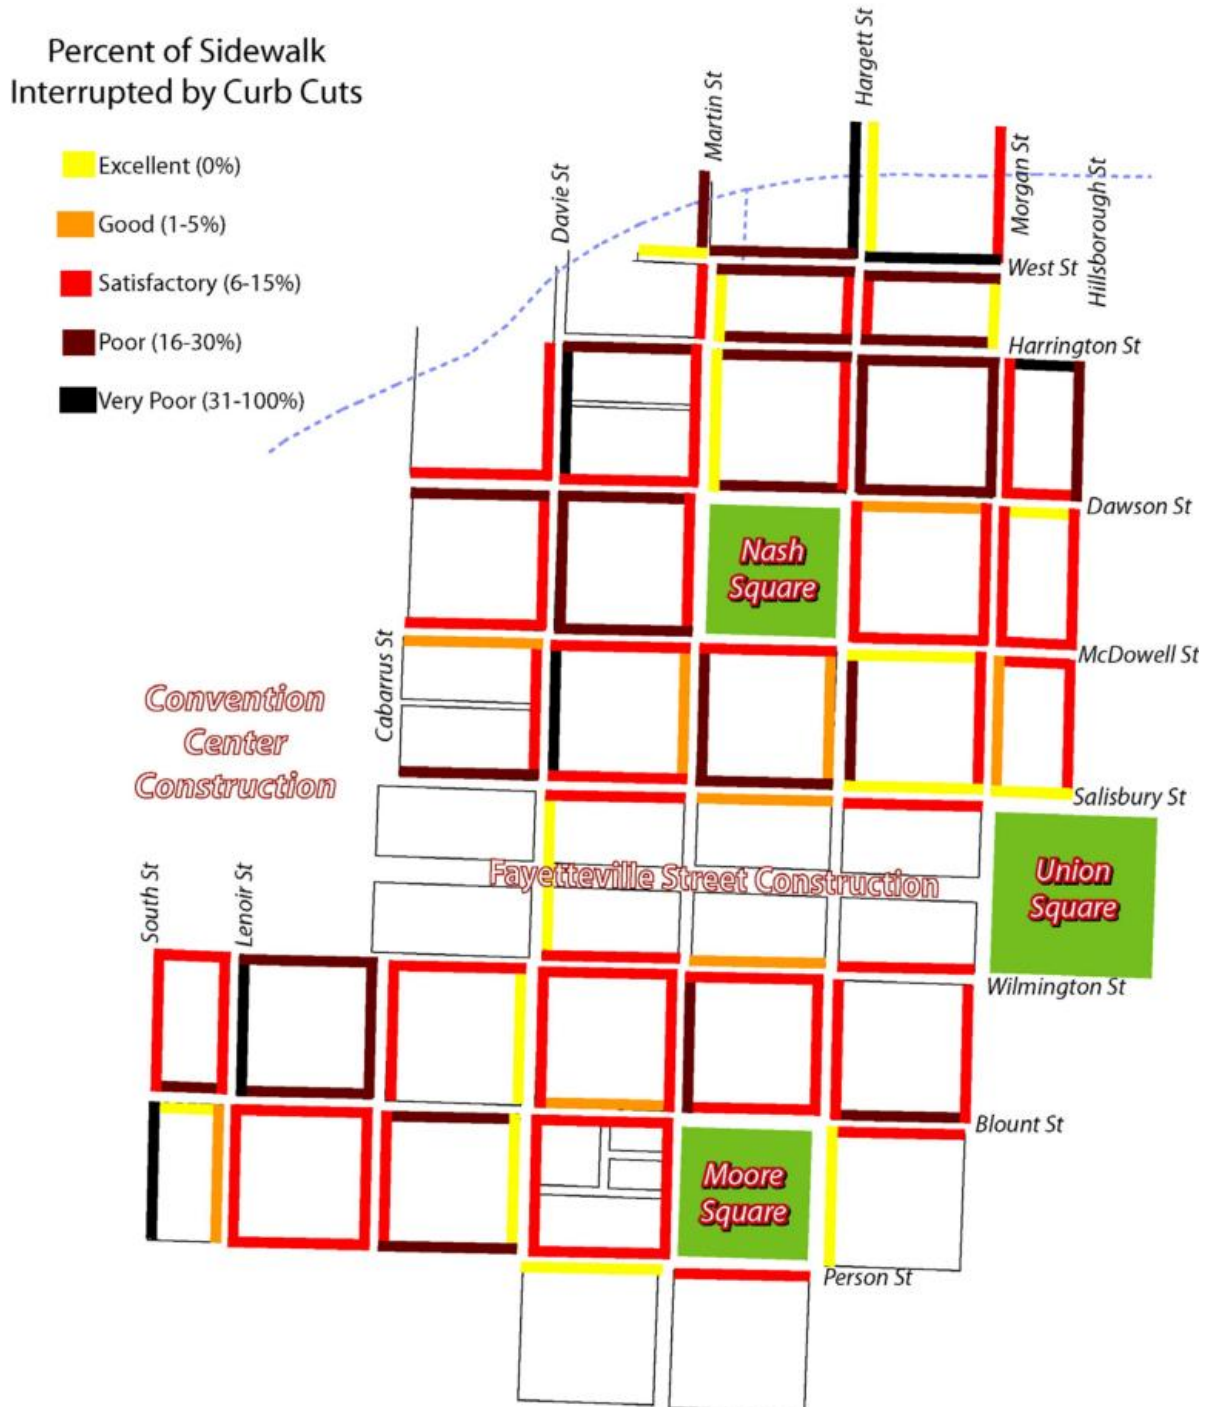 Percent of Sidewalk
Interrupted by Curb Cuts
Excellent (0%)
Good (1-5%)
Satisfactory (6-15%)
Poor (16-30%)
Very Poor (31-100%)
Davie St
Martin St
Hargett St
Morgan St
Hillsborough St
West St
Harrington St
Dawson St
Nash
Square
McDowell St
Cabarrus St
Convention
Center
Construction
Salisbury St
Fayetteville Street Construction
Union
Square
South St
Lenoir St
Wilmington St
Blount St
Moore
Square
Person St